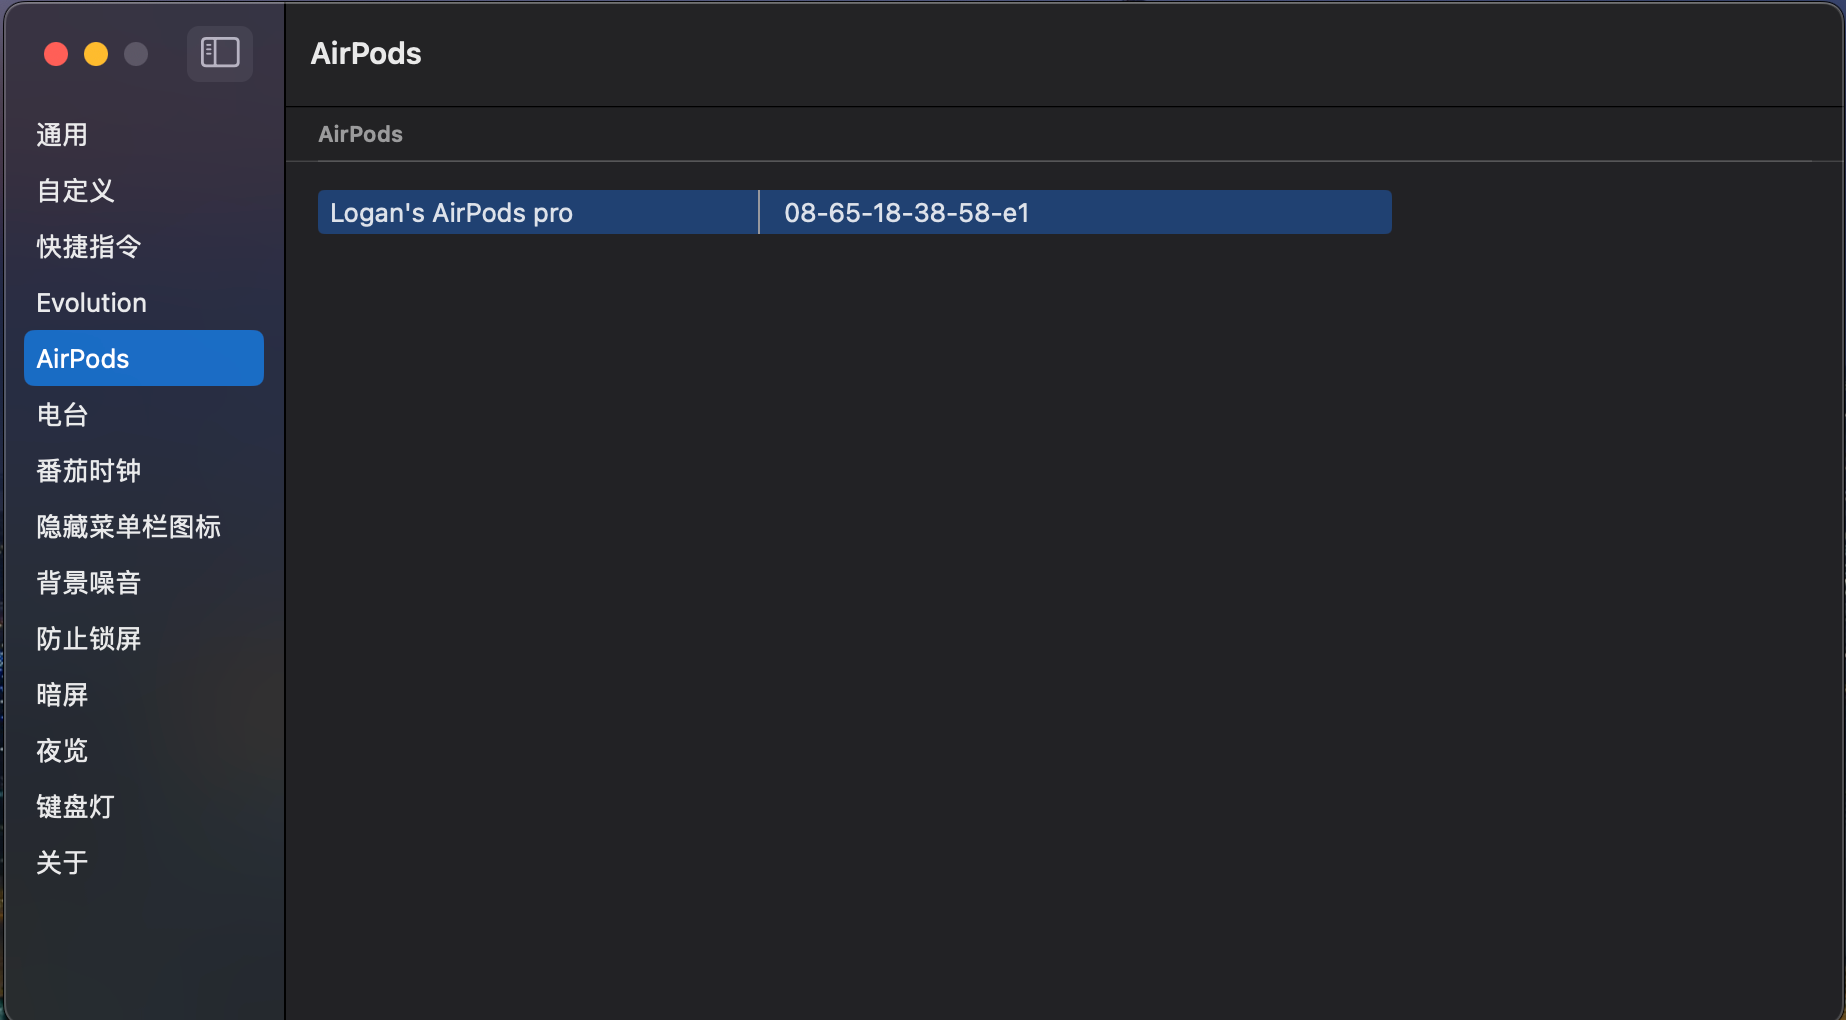 AirPods
通用
自定义
快捷指令
Evolution
AirPods
电台
番茄时钟
隐藏菜单栏图标
背景噪音
防止锁屏
暗屏
夜览
键盘灯
关于
AirPods
Logan's AirPods pro 08-65-18-38-58-e1